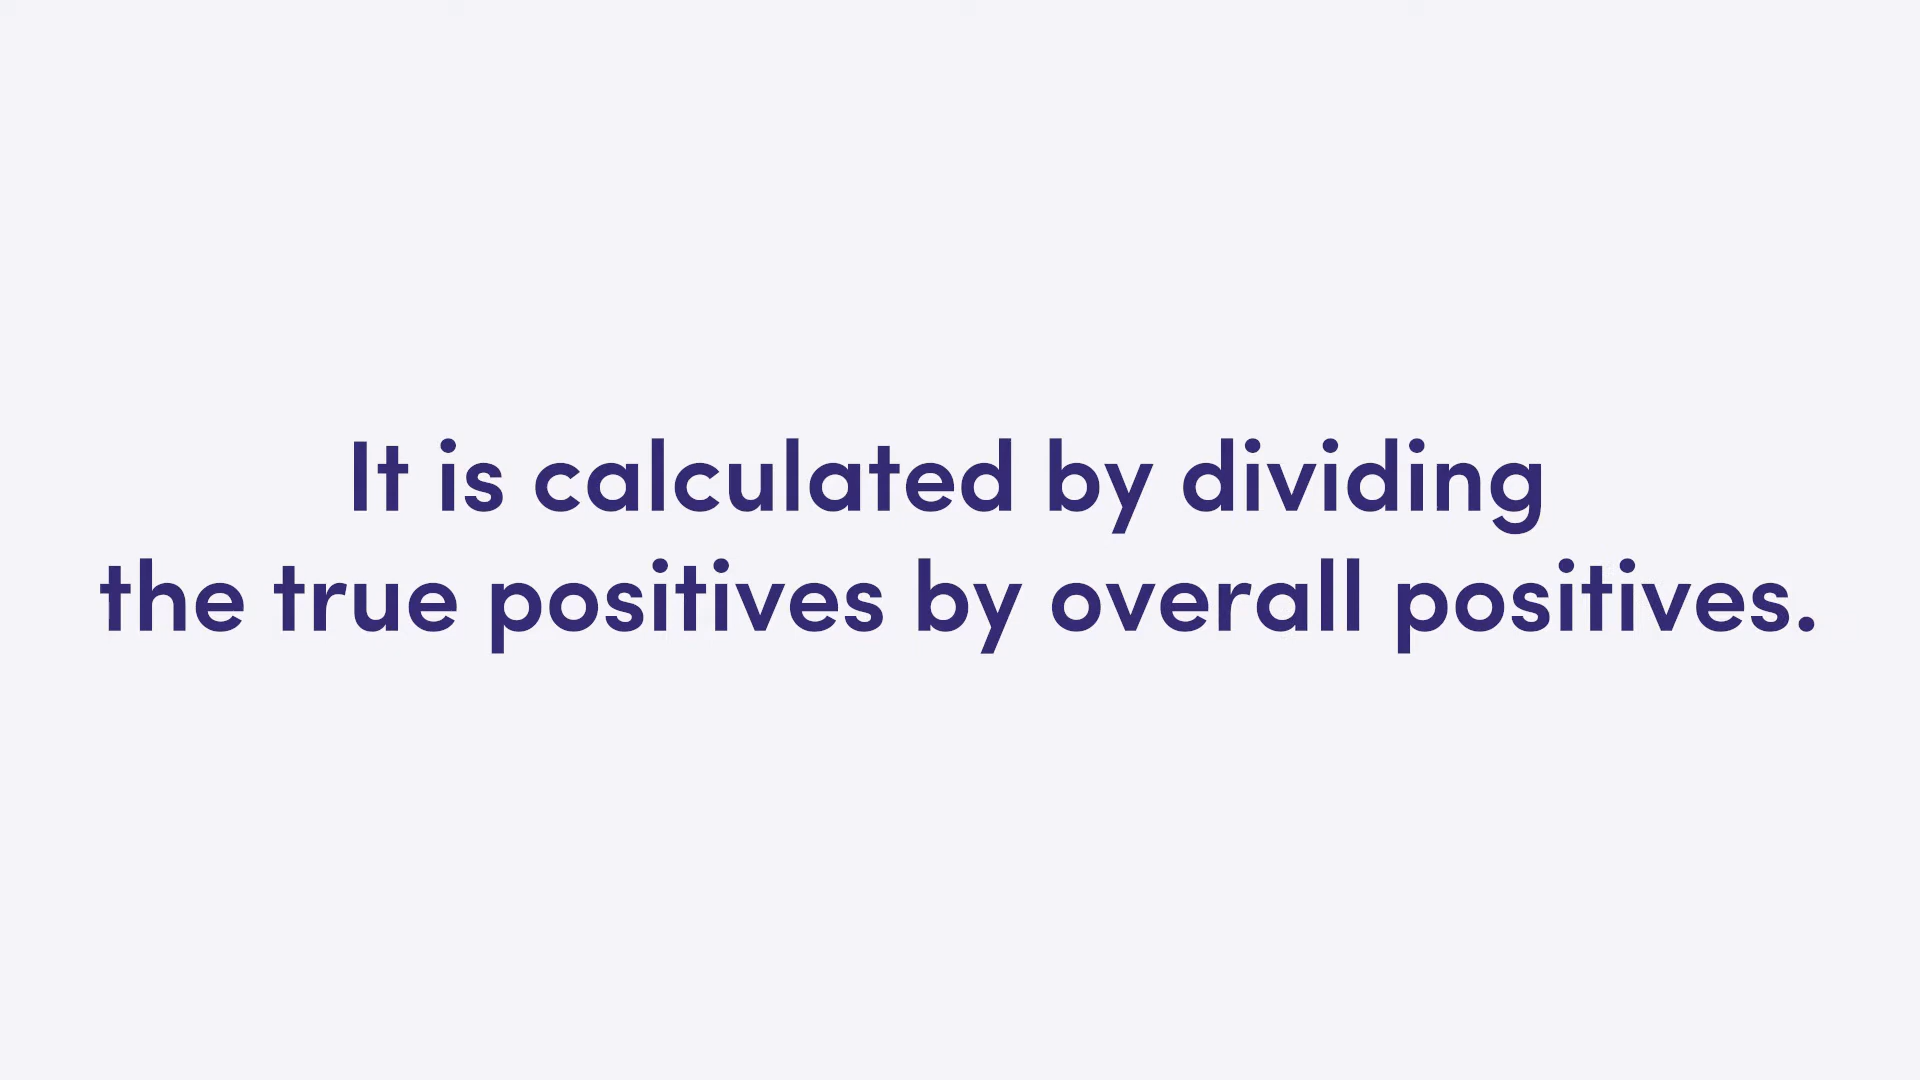 It is calculated by dividing
the true positives by overall positives.